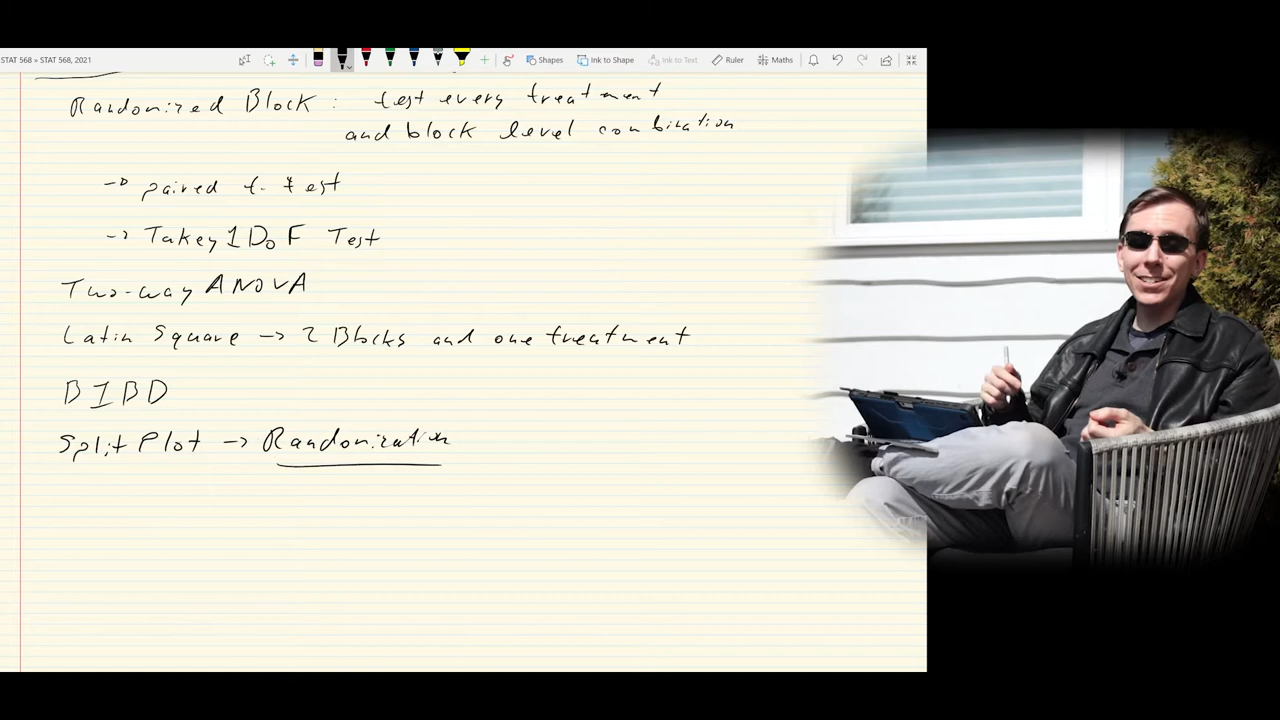 STAT 568 » STAT 568, 2021
Shapes
Ink to Shape
Ink to Text
Ruler
Maths
Randomized Block : test every treatment
and block level combination
→ paired t-test
→ Tukey 1DoF Test
Two-way ANOVA
Latin Square → 2 Blocks and one treatment
BIBD
Split Plot → Randomization